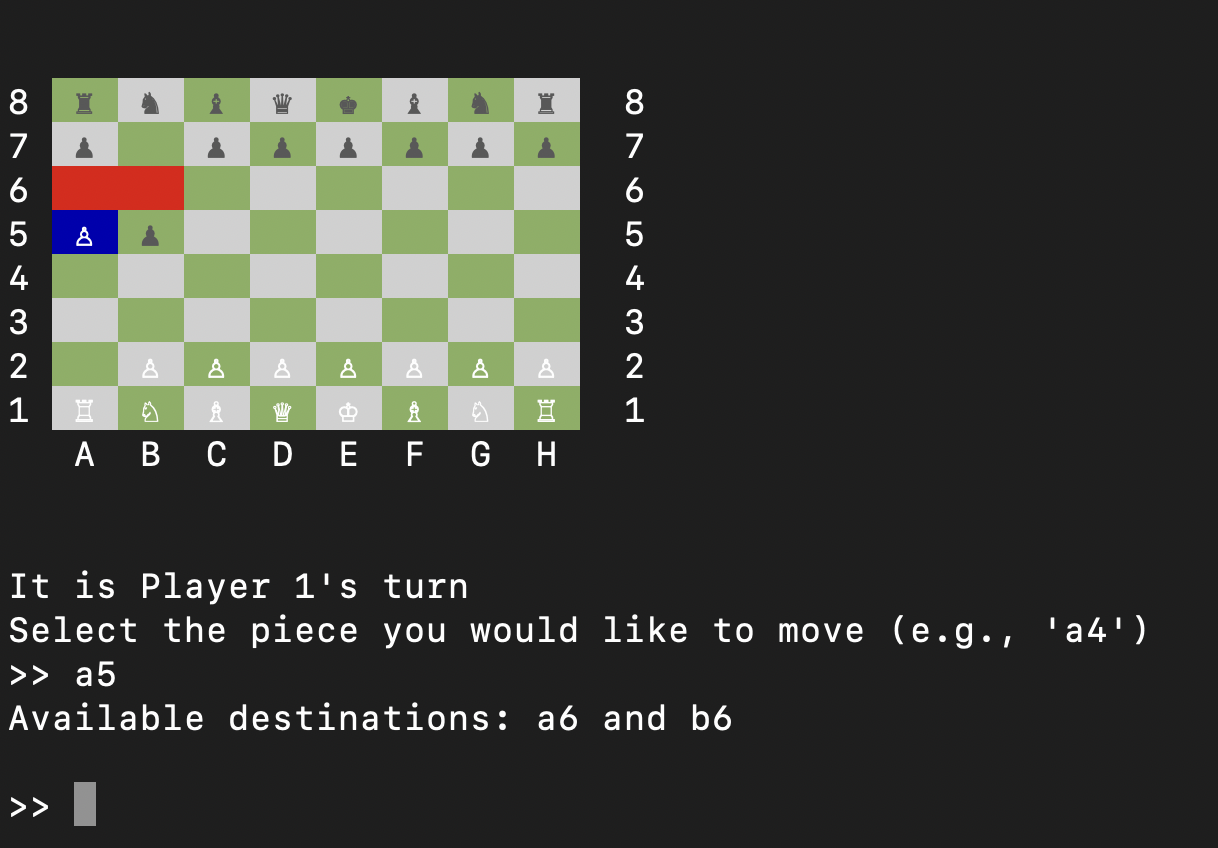 8 ♜ ♞ ♝ ♛ ♚ ♝ ♞ ♜ 8
7 ♟ ♟ ♟ ♟ ♟ ♟ ♟ 7
6 6
5 ♙ ♟ 5
4 4
3 3
2 ♙ ♙ ♙ ♙ ♙ ♙ ♙ 2
1 ♖ ♘ ♗ ♕ ♔ ♗ ♘ ♖ 1
A B C D E F G H
It is Player 1's turn
Select the piece you would like to move (e.g., 'a4')
>> a5
Available destinations: a6 and b6
>>